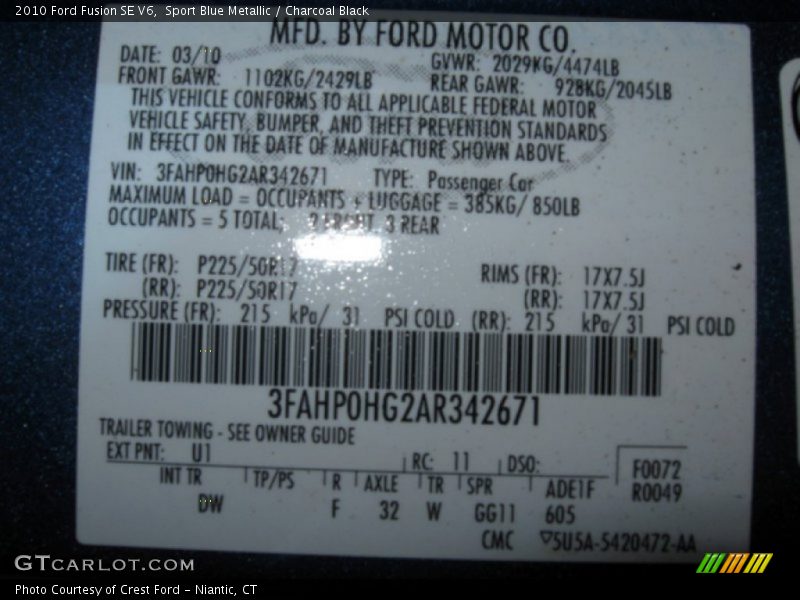 2010 Ford Fusion SE V6,  Sport Blue Metallic / Charcoal Black
MFD. BY FORD MOTOR CO.
DATE: 03/10 GVWR: 2029KG/4474LB
FRONT GAWR: 1102KG/2429LB REAR GAWR: 928KG/2045LB
THIS VEHICLE CONFORMS TO ALL APPLICABLE FEDERAL MOTOR
VEHICLE SAFETY, BUMPER, AND THEFT PREVENTION STANDARDS
IN EFFECT ON THE DATE OF MANUFACTURE SHOWN ABOVE.
VIN: 3FAHP0HG2AR342671 TYPE: Passenger Car
MAXIMUM LOAD = OCCUPANTS + LUGGAGE = 385KG/ 850LB
OCCUPANTS = 5 TOTAL; 2 FRONT 3 REAR
TIRE (FR): P225/50R17 RIMS (FR): 17X7.5J
(RR): P225/50R17 (RR): 17X7.5J
PRESSURE (FR): 215 kPa/ 31 PSI COLD (RR): 215 kPa/ 31 PSI COLD
3FAHP0HG2AR342671
TRAILER TOWING - SEE OWNER GUIDE
EXT PNT: U1 RC: 11 DSO: F0072
INT TR TP/PS R AXLE TR SPR ADE1F R0049
DW F 32 W GG11 605
CMC ▽5U5A-5420472-AA
GTCARLOT.COM
Photo Courtesy of Crest Ford - Niantic, CT